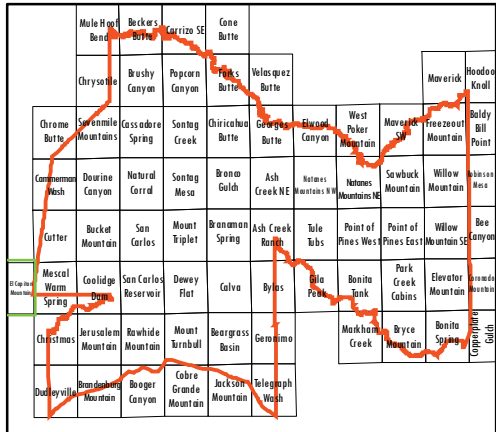 Mule Hoof
Bend
Beckers
Butte
Carrizo SE
Cone
Butte
Chrysotile
Brushy
Canyon
Popcorn
Canyon
Forks
Butte
Velasquez
Butte
Maverick
Hoodoo
Knoll
Chrome
Butte
Sevenmile
Mountains
Cassadore
Spring
Sontag
Creek
Chiricahua
Butte
Georges
Butte
Elwood
Canyon
West
Poker
Mountain
Maverick
SW
Freezeout
Mountain
Baldy
Bill
Point
Cammerman
Wash
Dourine
Canyon
Natural
Corral
Sontag
Mesa
Bronco
Gulch
Ash
Creek NE
Natanes
Mountains NW
Natanes
Mountains NE
Sawbuck
Mountain
Willow
Mountain
Robinson
Mesa
Cutter
Bucket
Mountain
San
Carlos
Mount
Triplet
Branaman
Spring
Ash Creek
Ranch
Tule
Tubs
Point of
Pines West
Point of
Pines East
Willow
Mountain SE
Bee
Canyon
El Capitan
Mountain
Mescal
Warm
Spring
Coolidge
Dam
San Carlos
Reservoir
Dewey
Flat
Calva
Bylas
Gila
Peak
Bonita
Tank
Park
Creek
Cabins
Elevator
Mountain
Coronado
Mountain
Christmas
Jerusalem
Mountain
Rawhide
Mountain
Mount
Turnbull
Beargrass
Basin
Geronimo
Markham
Creek
Bryce
Mountain
Bonita
Spring
Copperplate
Gulch
Dudleyville
Brandenburg
Mountain
Booger
Canyon
Cobre
Grande
Mountain
Jackson
Mountain
Telegraph
Wash